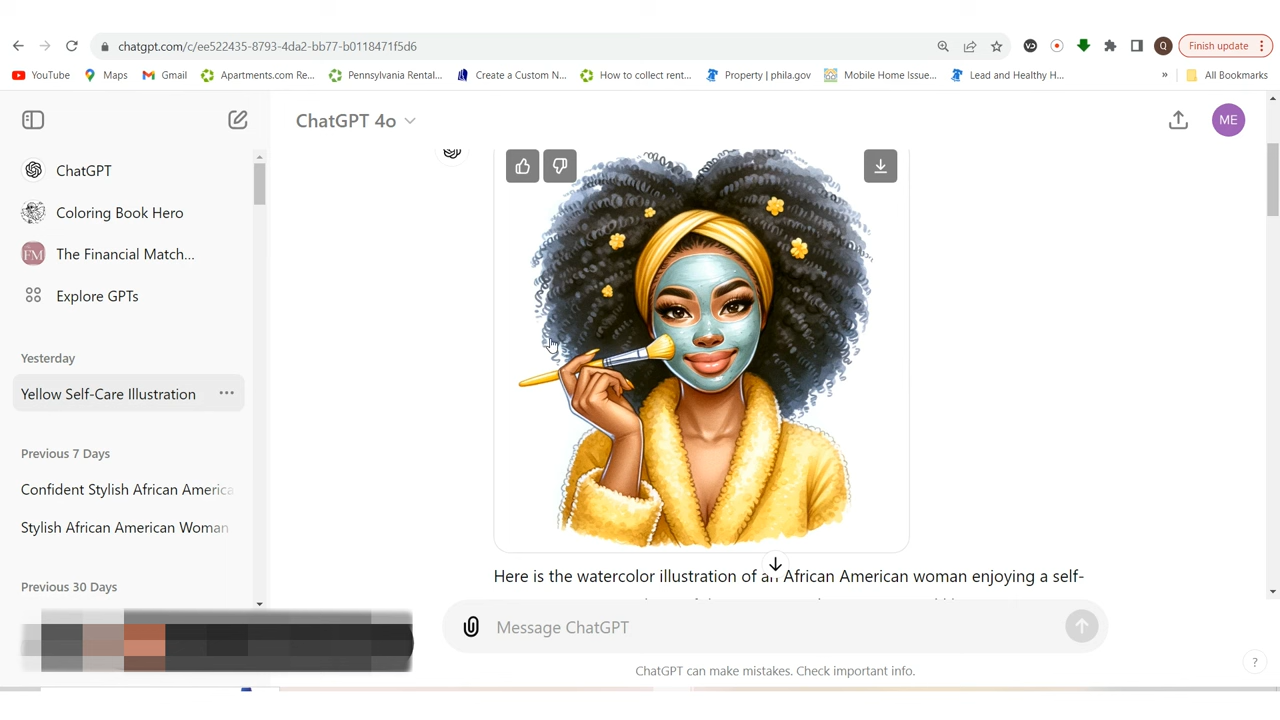 chatgpt.com/c/ee522435-8793-4da2-bb77-b0118471f5d6
Q
Finish update
YouTube
Maps
Gmail
Apartments.com Re...
Pennsylvania Rental...
Create a Custom N...
How to collect rent...
Property | phila.gov
Mobile Home Issue...
Lead and Healthy H...
»
All Bookmarks
ChatGPT 4o
ME
ChatGPT
Coloring Book Hero
FM
The Financial Match...
Explore GPTs
Yesterday
Yellow Self-Care Illustration
Previous 7 Days
Confident Stylish African America
Stylish African American Woman
Previous 30 Days
Here is the watercolor illustration of an African American woman enjoying a self-
Message ChatGPT
ChatGPT can make mistakes. Check important info.
?